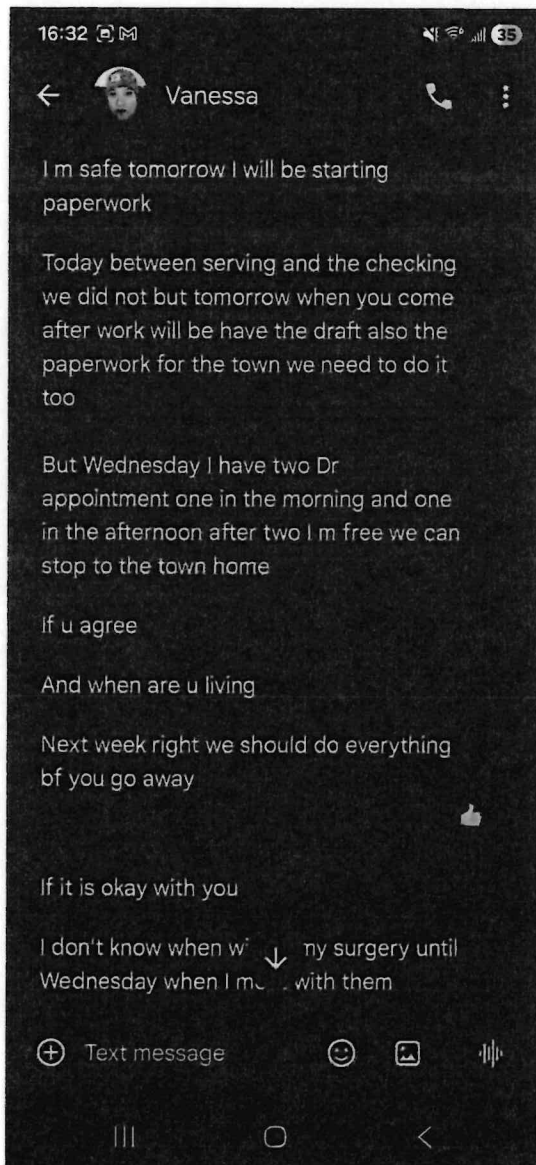 16:32
35
Vanessa
I m safe tomorrow I will be starting
paperwork
Today between serving and the checking
we did not but tomorrow when you come
after work will be have the draft also the
paperwork for the town we need to do it
too
But Wednesday I have two Dr
appointment one in the morning and one
in the afternoon after two I m free we can
stop to the town home
If u agree
And when are u living
Next week right we should do everything
bf you go away
If it is okay with you
I don't know when my surgery until
Wednesday when I with them
Text message